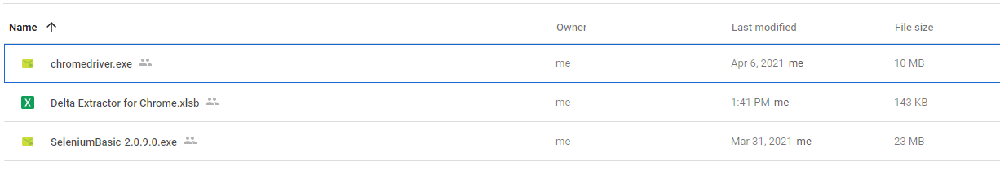 Name Owner Last modified File size
chromedriver.exe me Apr 6, 2021 me 10 MB
X Delta Extractor for Chrome.xlsb me 1:41 PM me 143 KB
SeleniumBasic-2.0.9.0.exe me Mar 31, 2021 me 23 MB